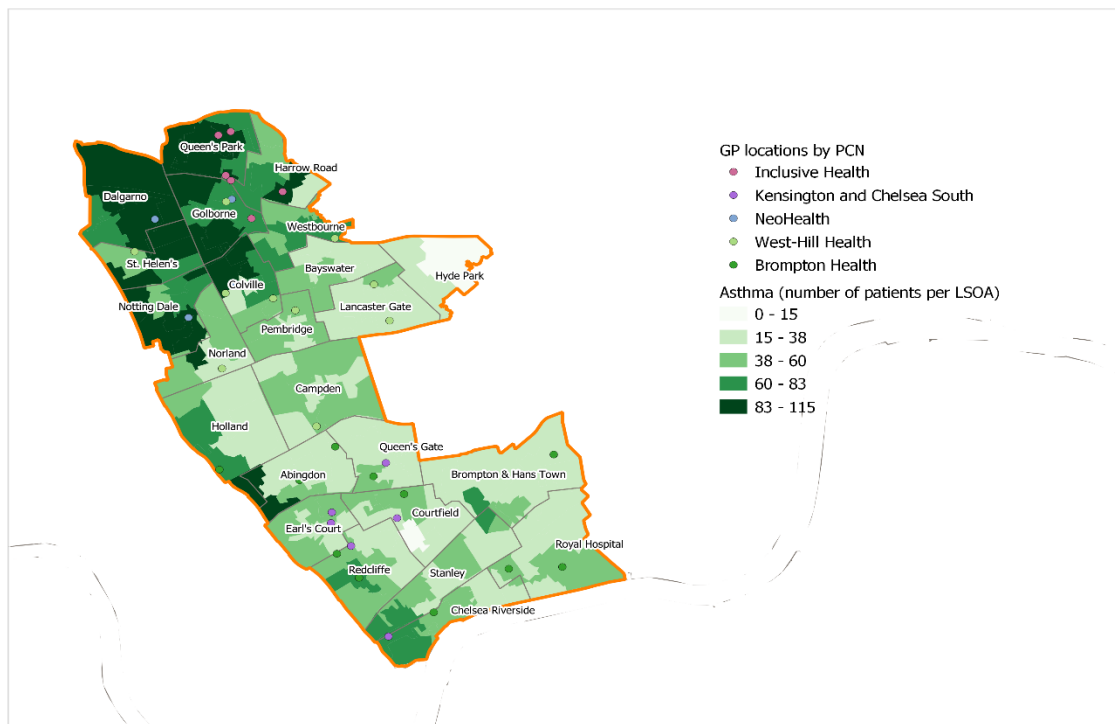 Queen's Park
Harrow Road
Dalgarno
Golborne
Westbourne
St. Helen's
Bayswater
Hyde Park
Colville
Notting Dale
Lancaster Gate
Pembridge
Norland
Campden
Holland
Queen's Gate
Abingdon
Brompton & Hans Town
Courtfield
Earl's Court
Royal Hospital
Redcliffe
Stanley
Chelsea Riverside
GP locations by PCN
Inclusive Health
Kensington and Chelsea South
NeoHealth
West-Hill Health
Brompton Health
Asthma (number of patients per LSOA)
0 - 15
15 - 38
38 - 60
60 - 83
83 - 115